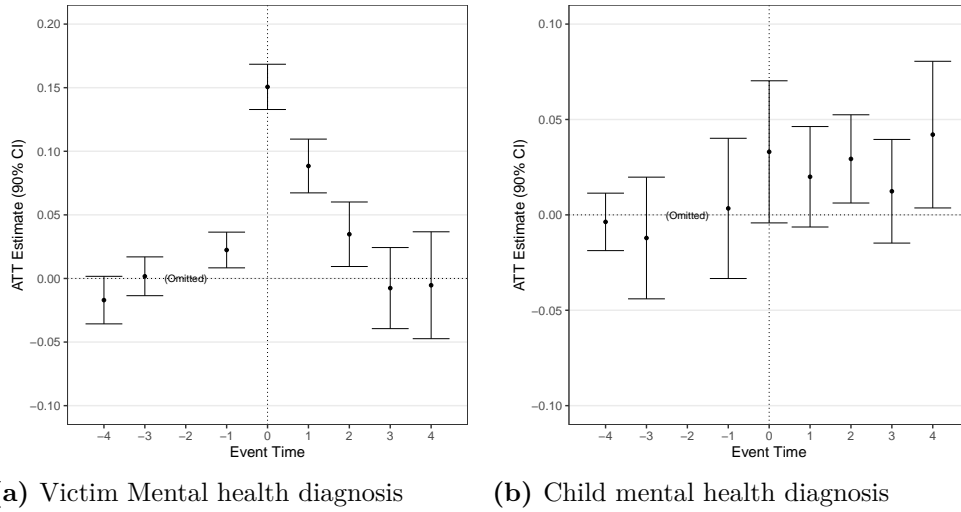 0.20
0.15
0.10
0.05
0.00
−0.05
−0.10
ATT Estimate (90% CI)
(Omitted)
−4 −3 −2 −1 0 1 2 3 4
Event Time
a) Victim Mental health diagnosis
0.10
0.05
0.00
−0.05
−0.10
ATT Estimate (90% CI)
(Omitted)
−4 −3 −2 −1 0 1 2 3 4
Event Time
(b) Child mental health diagnosis